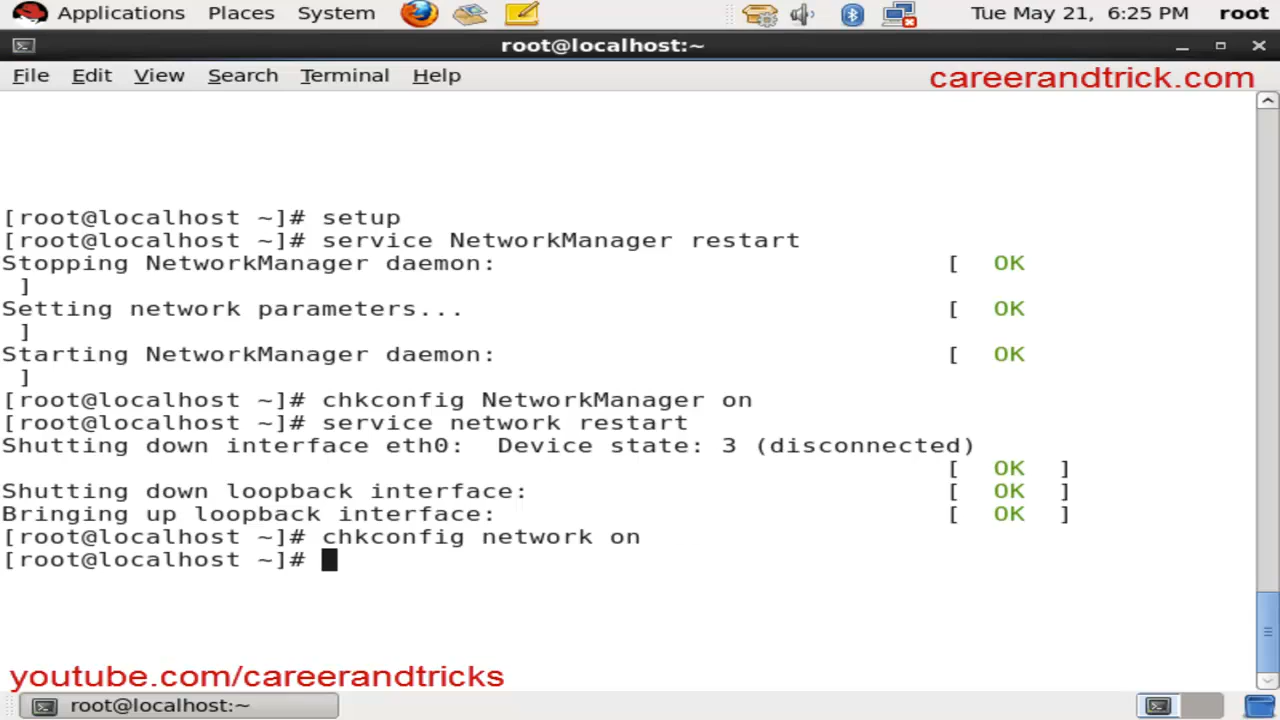 Applications Places System Tue May 21, 6:25 PM root
root@localhost:~
File Edit View Search Terminal Help careerandtrick.com
[root@localhost ~]# setup
[root@localhost ~]# service NetworkManager restart
Stopping NetworkManager daemon: [ OK
]
Setting network parameters... [ OK
]
Starting NetworkManager daemon: [ OK
]
[root@localhost ~]# chkconfig NetworkManager on
[root@localhost ~]# service network restart
Shutting down interface eth0: Device state: 3 (disconnected)
[ OK ]
Shutting down loopback interface: [ OK ]
Bringing up loopback interface: [ OK ]
[root@localhost ~]# chkconfig network on
[root@localhost ~]#
youtube.com/careerandtricks
root@localhost:~